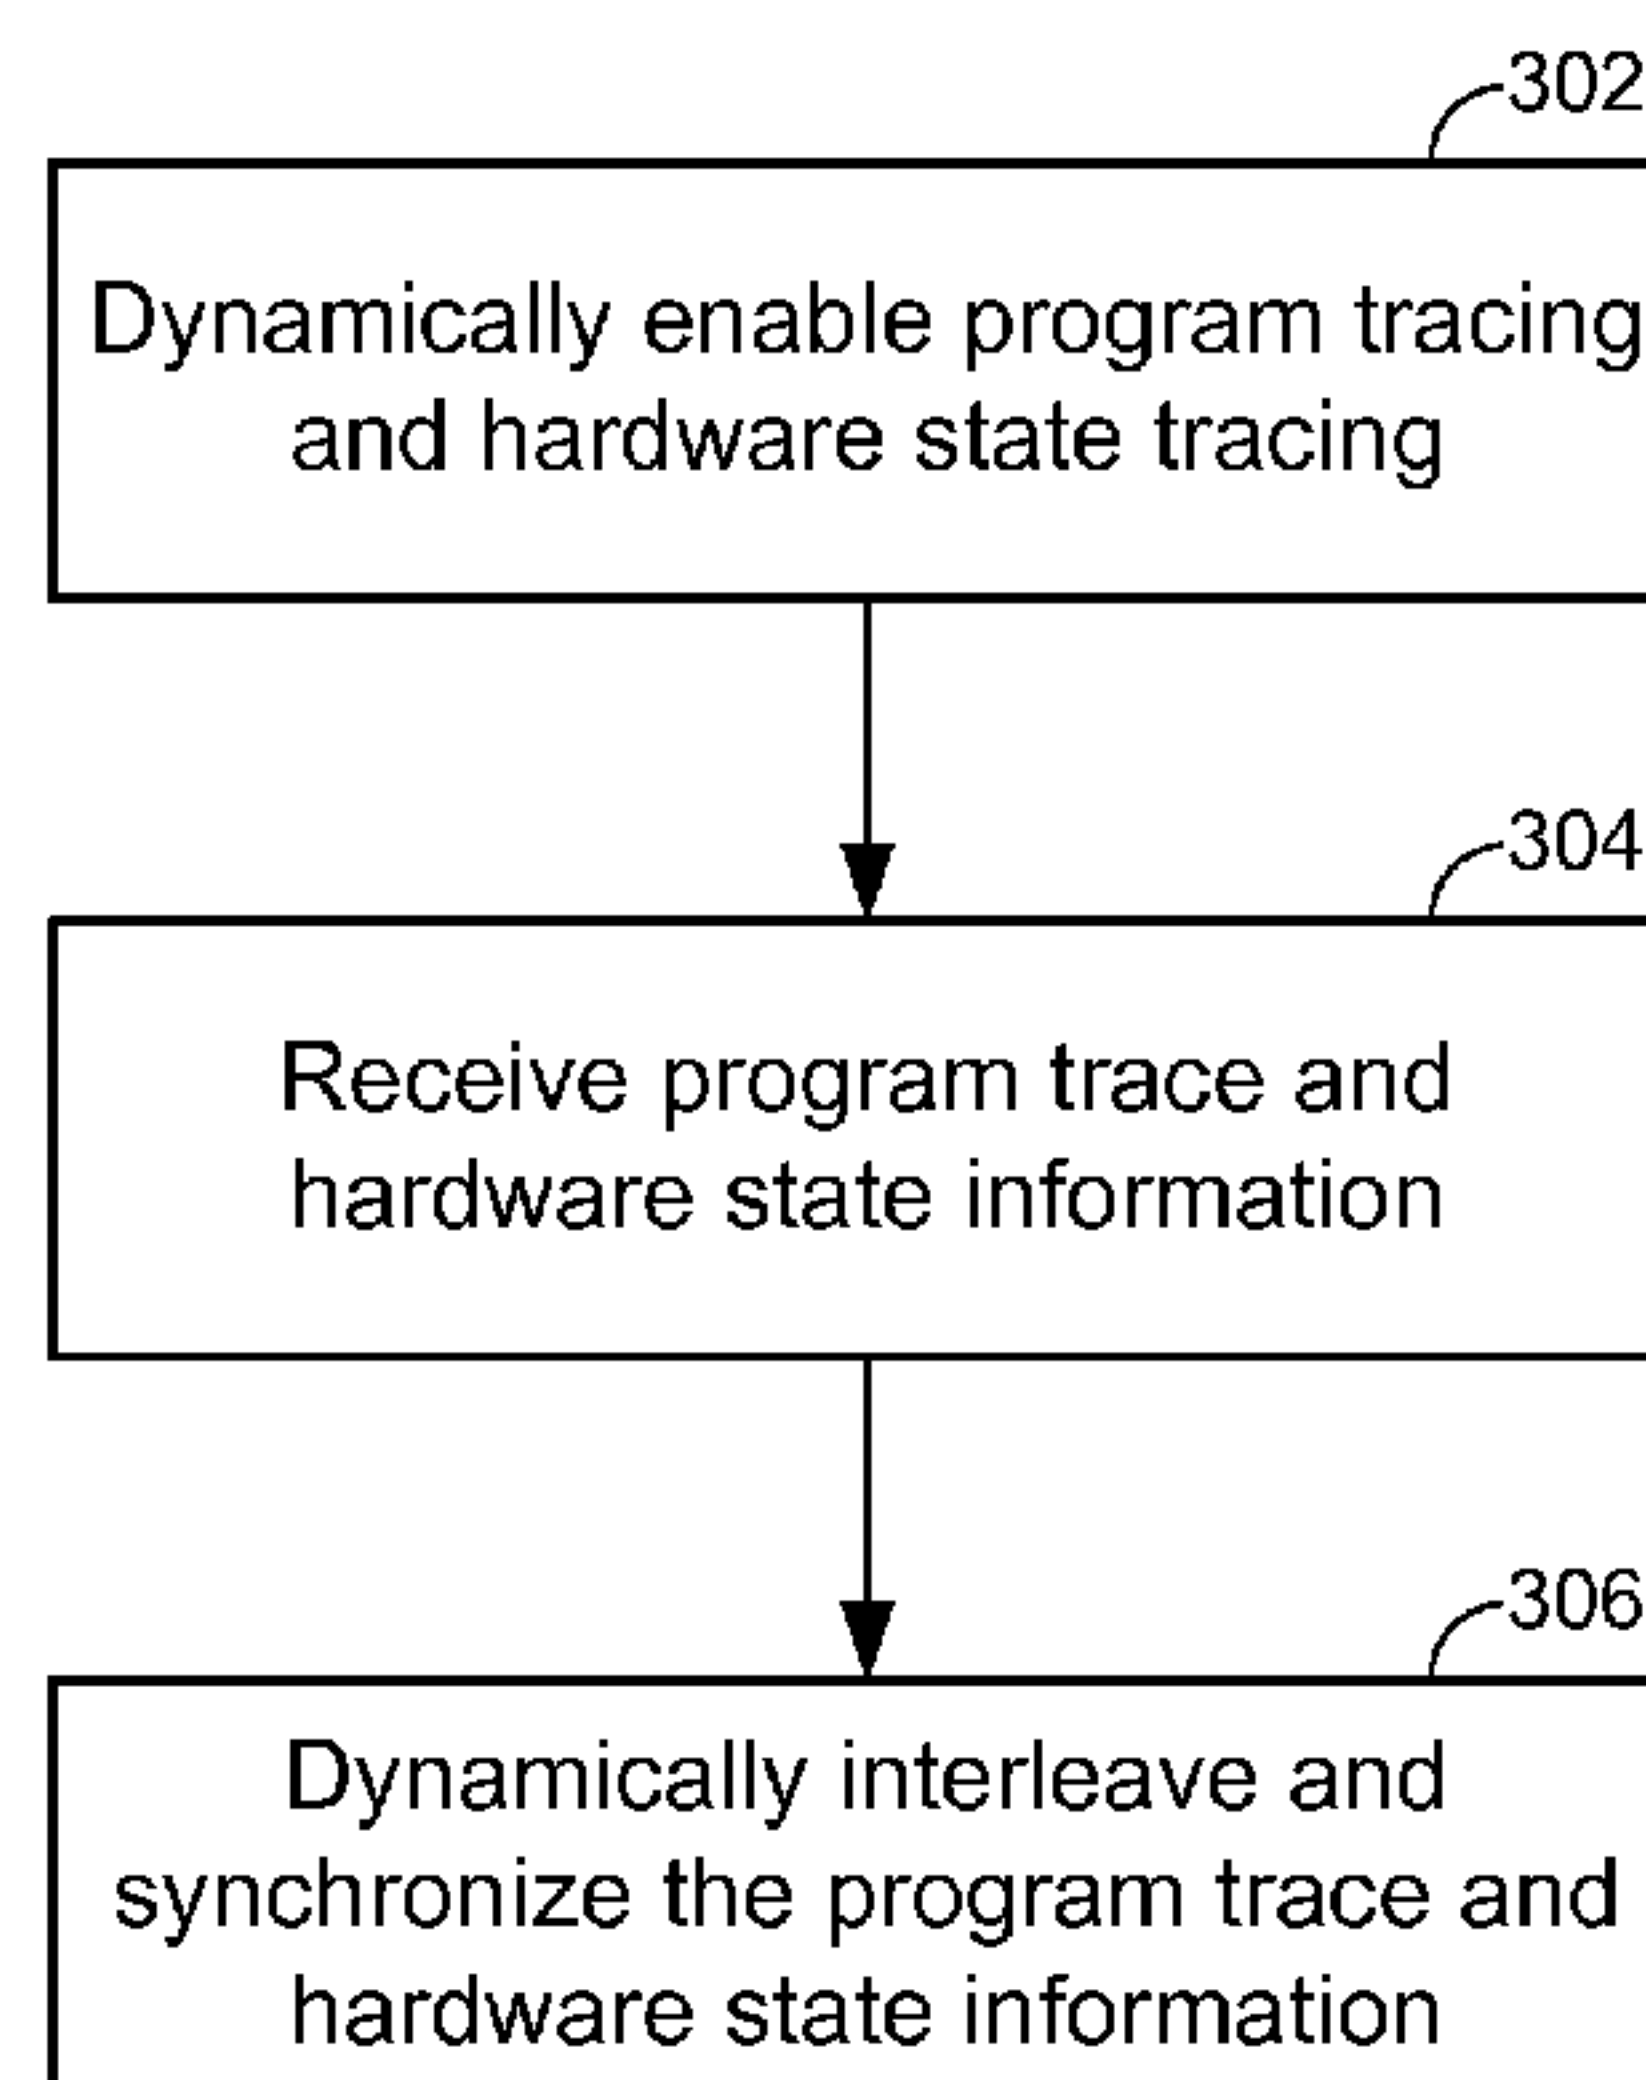 302
Dynamically enable program tracing
and hardware state tracing
304
Receive program trace and
hardware state information
306
Dynamically interleave and
synchronize the program trace and
hardware state information